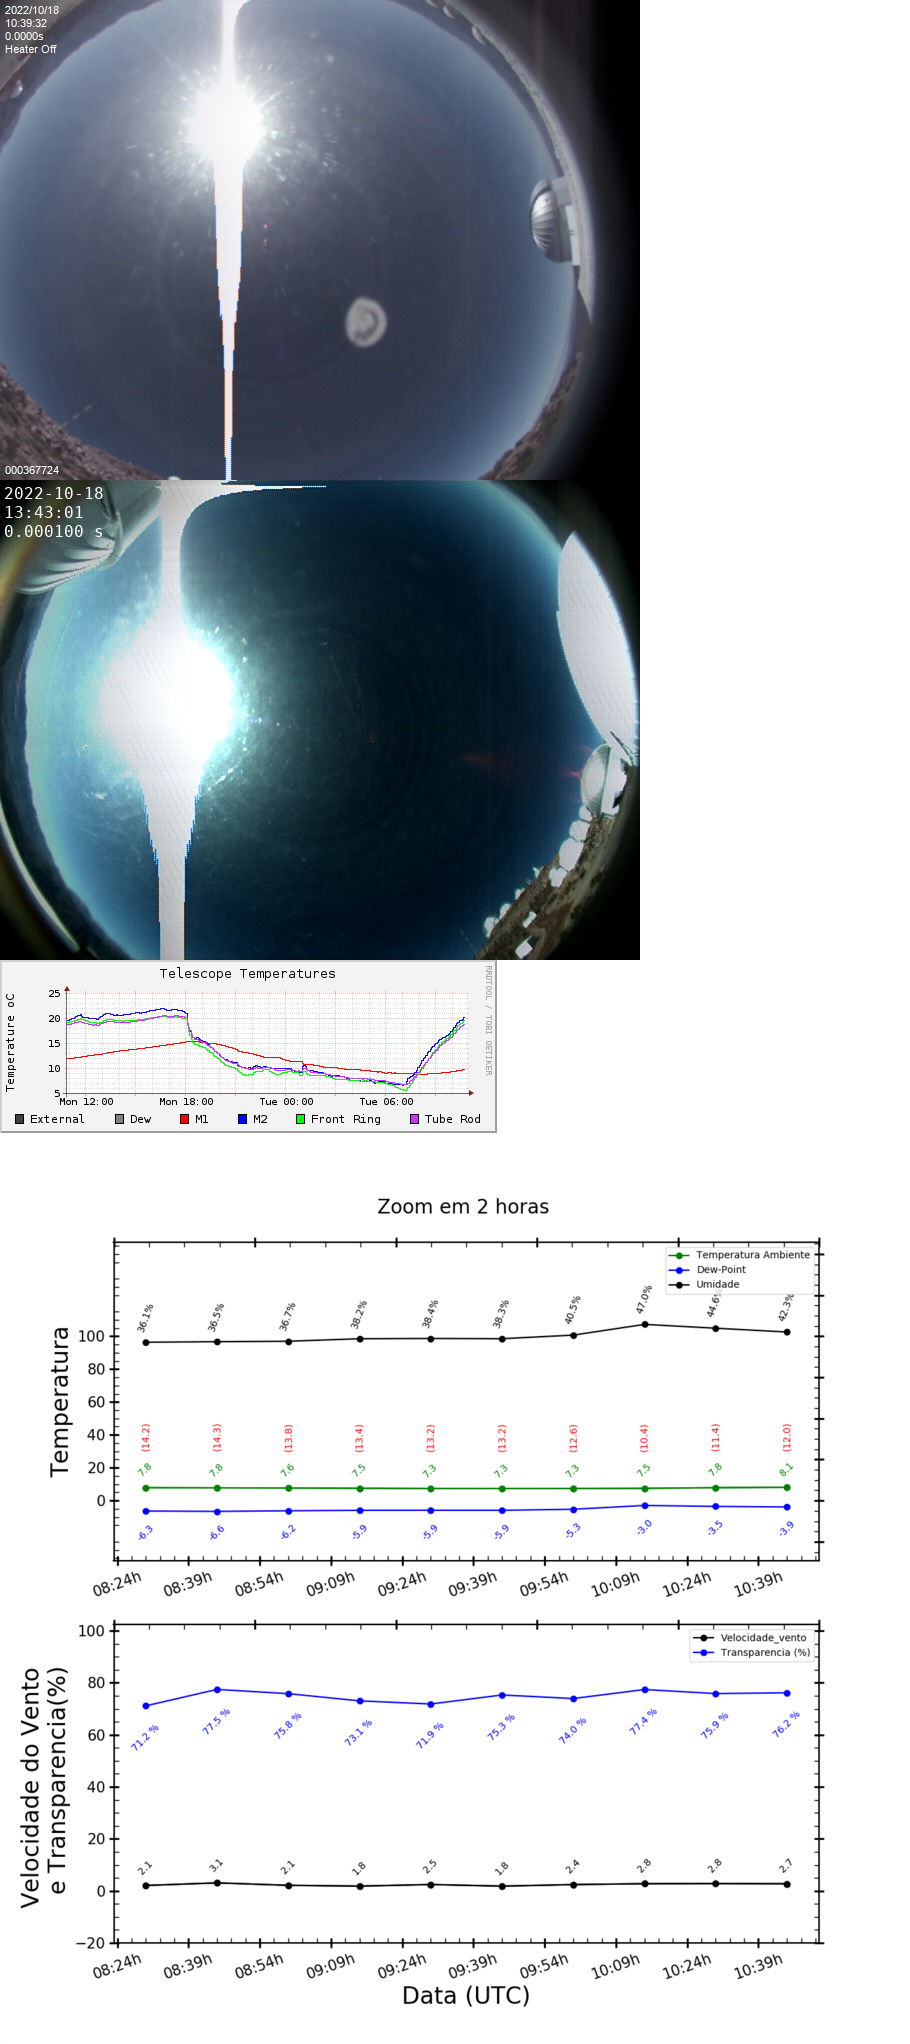 2022/10/18
10:39:32
0.0000s
Heater Off
000367724
2022-10-18
13:43:01
0.000100 s
Telescope Temperatures
RRDTOOL / TOBI OETIKER
Temperature oC
25
20
15
10
5
Mon 12:00 Mon 18:00 Tue 00:00 Tue 06:00
External Dew M1 M2 Front Ring Tube Rod
Zoom em 2 horas
Temperatura Ambiente
Dew-Point
Umidade
36.1% 36.5% 36.7% 38.2% 38.4% 38.3% 40.5% 47.0% 44.6% 42.3%
Temperatura
100
80
60
40
20
0
(14.2) (14.3) (13.8) (13.4) (13.2) (13.2) (12.6) (10.4) (11.4) (12.0)
7.8 7.8 7.6 7.5 7.3 7.3 7.3 7.5 7.8 8.1
-6.3 -6.6 -6.2 -5.9 -5.9 -5.9 -5.3 -3.0 -3.5 -3.9
08:24h 08:39h 08:54h 09:09h 09:24h 09:39h 09:54h 10:09h 10:24h 10:39h
Velocidade_vento
Transparencia (%)
Velocidade do Vento
e Transparencia(%)
100
80
60
40
20
0
−20
71.2 % 77.5 % 75.8 % 73.1 % 71.9 % 75.3 % 74.0 % 77.4 % 75.9 % 76.2 %
2.1 3.1 2.1 1.8 2.5 1.8 2.4 2.8 2.8 2.7
08:24h 08:39h 08:54h 09:09h 09:24h 09:39h 09:54h 10:09h 10:24h 10:39h
Data (UTC)